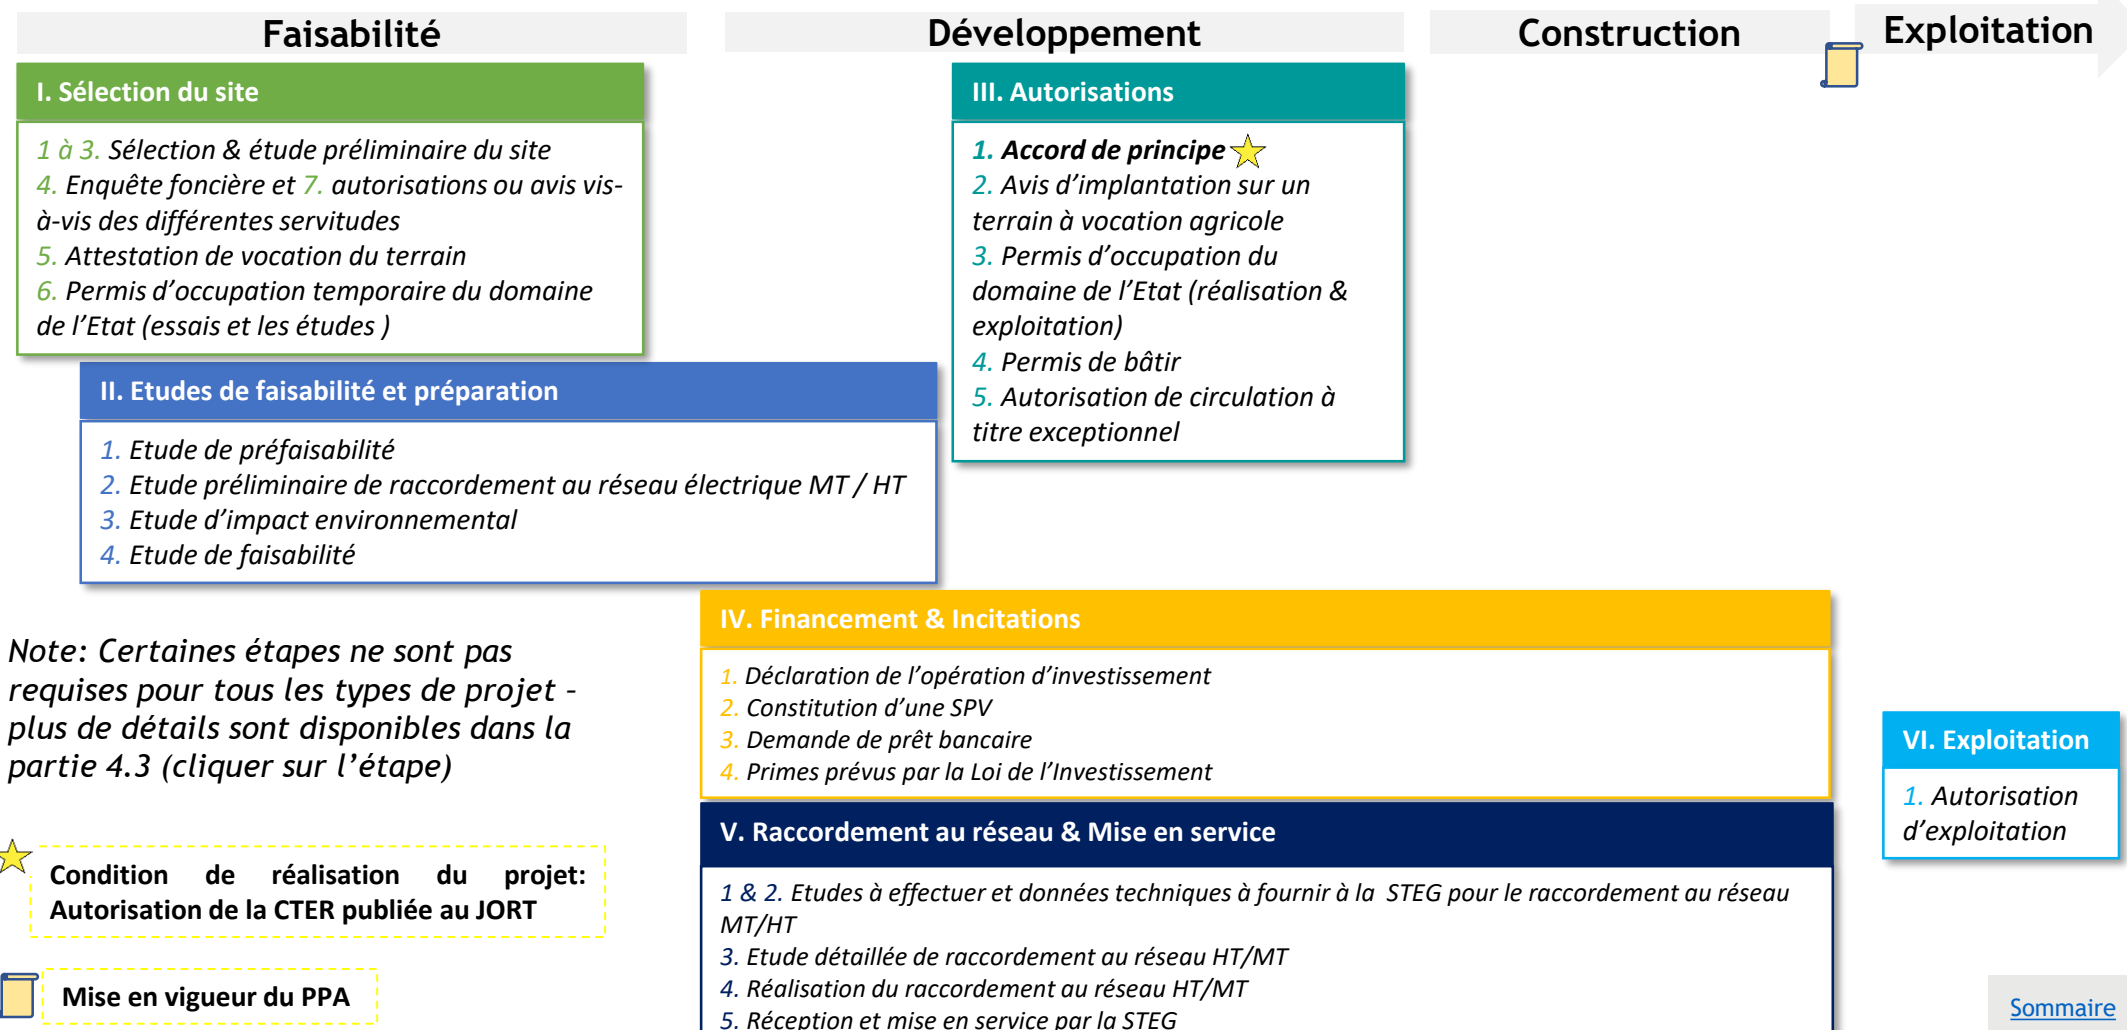 Faisabilité
Développement
Construction
Exploitation
I. Sélection du site
1 à 3. Sélection & étude préliminaire du site
4. Enquête foncière et 7. autorisations ou avis vis-
à-vis des différentes servitudes
5. Attestation de vocation du terrain
6. Permis d'occupation temporaire du domaine
de l'Etat (essais et les études )
II. Etudes de faisabilité et préparation
1. Etude de préfaisabilité
2. Etude préliminaire de raccordement au réseau électrique MT / HT
3. Etude d'impact environnemental
4. Etude de faisabilité
III. Autorisations
1. Accord de principe
2. Avis d'implantation sur un
terrain à vocation agricole
3. Permis d'occupation du
domaine de l'Etat (réalisation &
exploitation)
4. Permis de bâtir
5. Autorisation de circulation à
titre exceptionnel
IV. Financement & Incitations
1. Déclaration de l'opération d'investissement
2. Constitution d'une SPV
3. Demande de prêt bancaire
4. Primes prévus par la Loi de l'Investissement
V. Raccordement au réseau & Mise en service
1 & 2. Etudes à effectuer et données techniques à fournir à la STEG pour le raccordement au réseau
MT/HT
3. Etude détaillée de raccordement au réseau HT/MT
4. Réalisation du raccordement au réseau HT/MT
5. Réception et mise en service par la STEG
VI. Exploitation
1. Autorisation
d'exploitation
Note: Certaines étapes ne sont pas
requises pour tous les types de projet -
plus de détails sont disponibles dans la
partie 4.3 (cliquer sur l'étape)
Condition de réalisation du projet:
Autorisation de la CTER publiée au JORT
Mise en vigueur du PPA
Sommaire